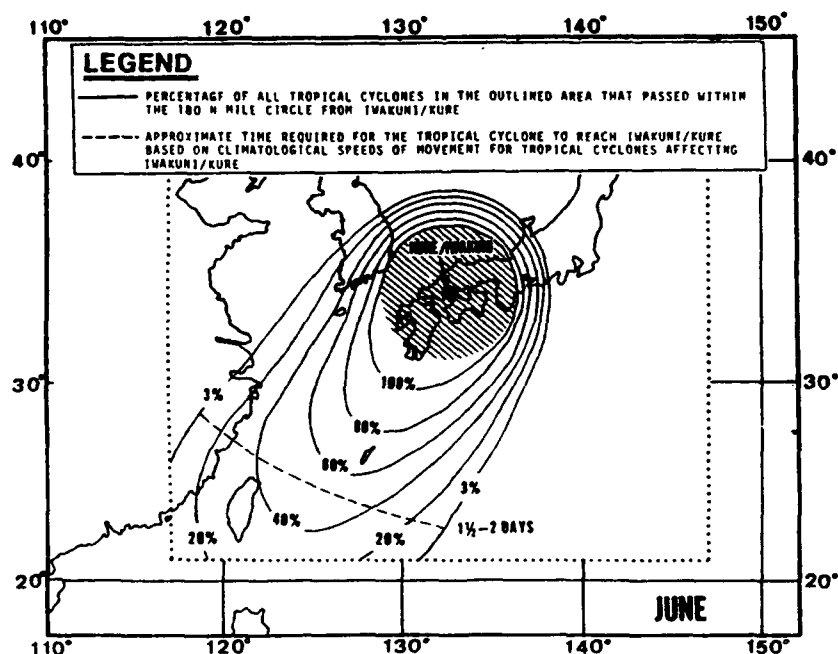 110° 120° 130° 140° 150°
LEGEND
PERCENTAGF OF ALL TROPICAL CYCLONES IN THE OUTLINED AREA THAT PASSED WITHIN
THE 180 N MILE CIRCLE FROM IWAKUNI/KURE
APPROXIMATE TIME REQUIRED FOR THE TROPICAL CYCLONE TO REACH IWAKUNI/KURE
BASED ON CLIMATOLOGICAL SPEEDS OF MOVEMENT FOR TROPICAL CYCLONES AFFECTING
IWAKUNI/KURE
40° 40°
KURE/IWAKUNI
30° 30°
100%
3%
80%
60%
3%
40%
20% 20%
1½-2 DAYS
20° 20°
JUNE
110° 120° 130° 140° 150°